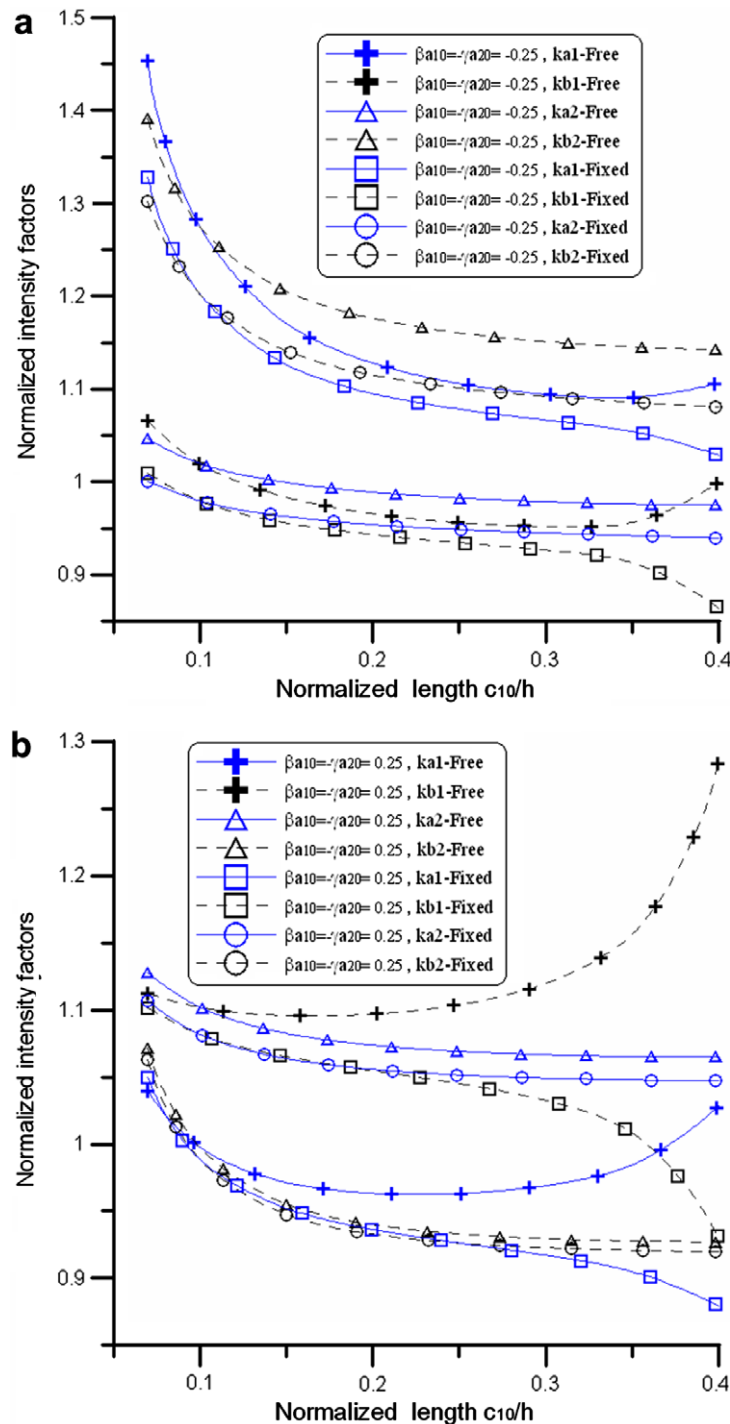 a
Normalized intensity factors
1.5
1.4
1.3
1.2
1.1
1
0.9
βa10=-γa20= -0.25 , ka1-Free
βa10=-γa20= -0.25 , kb1-Free
βa10=-γa20= -0.25 , ka2-Free
βa10=-γa20= -0.25 , kb2-Free
βa10=-γa20= -0.25 , ka1-Fixed
βa10=-γa20= -0.25 , kb1-Fixed
βa10=-γa20= -0.25 , ka2-Fixed
βa10=-γa20= -0.25 , kb2-Fixed
0.1 0.2 0.3 0.4
Normalized length c10/h
b
Normalized intensity factors
1.3
1.2
1.1
1
0.9
βa10=-γa20= 0.25 , ka1-Free
βa10=-γa20= 0.25 , kb1-Free
βa10=-γa20= 0.25 , ka2-Free
βa10=-γa20= 0.25 , kb2-Free
βa10=-γa20= 0.25 , ka1-Fixed
βa10=-γa20= 0.25 , kb1-Fixed
βa10=-γa20= 0.25 , ka2-Fixed
βa10=-γa20= 0.25 , kb2-Fixed
0.1 0.2 0.3 0.4
Normalized length c10/h